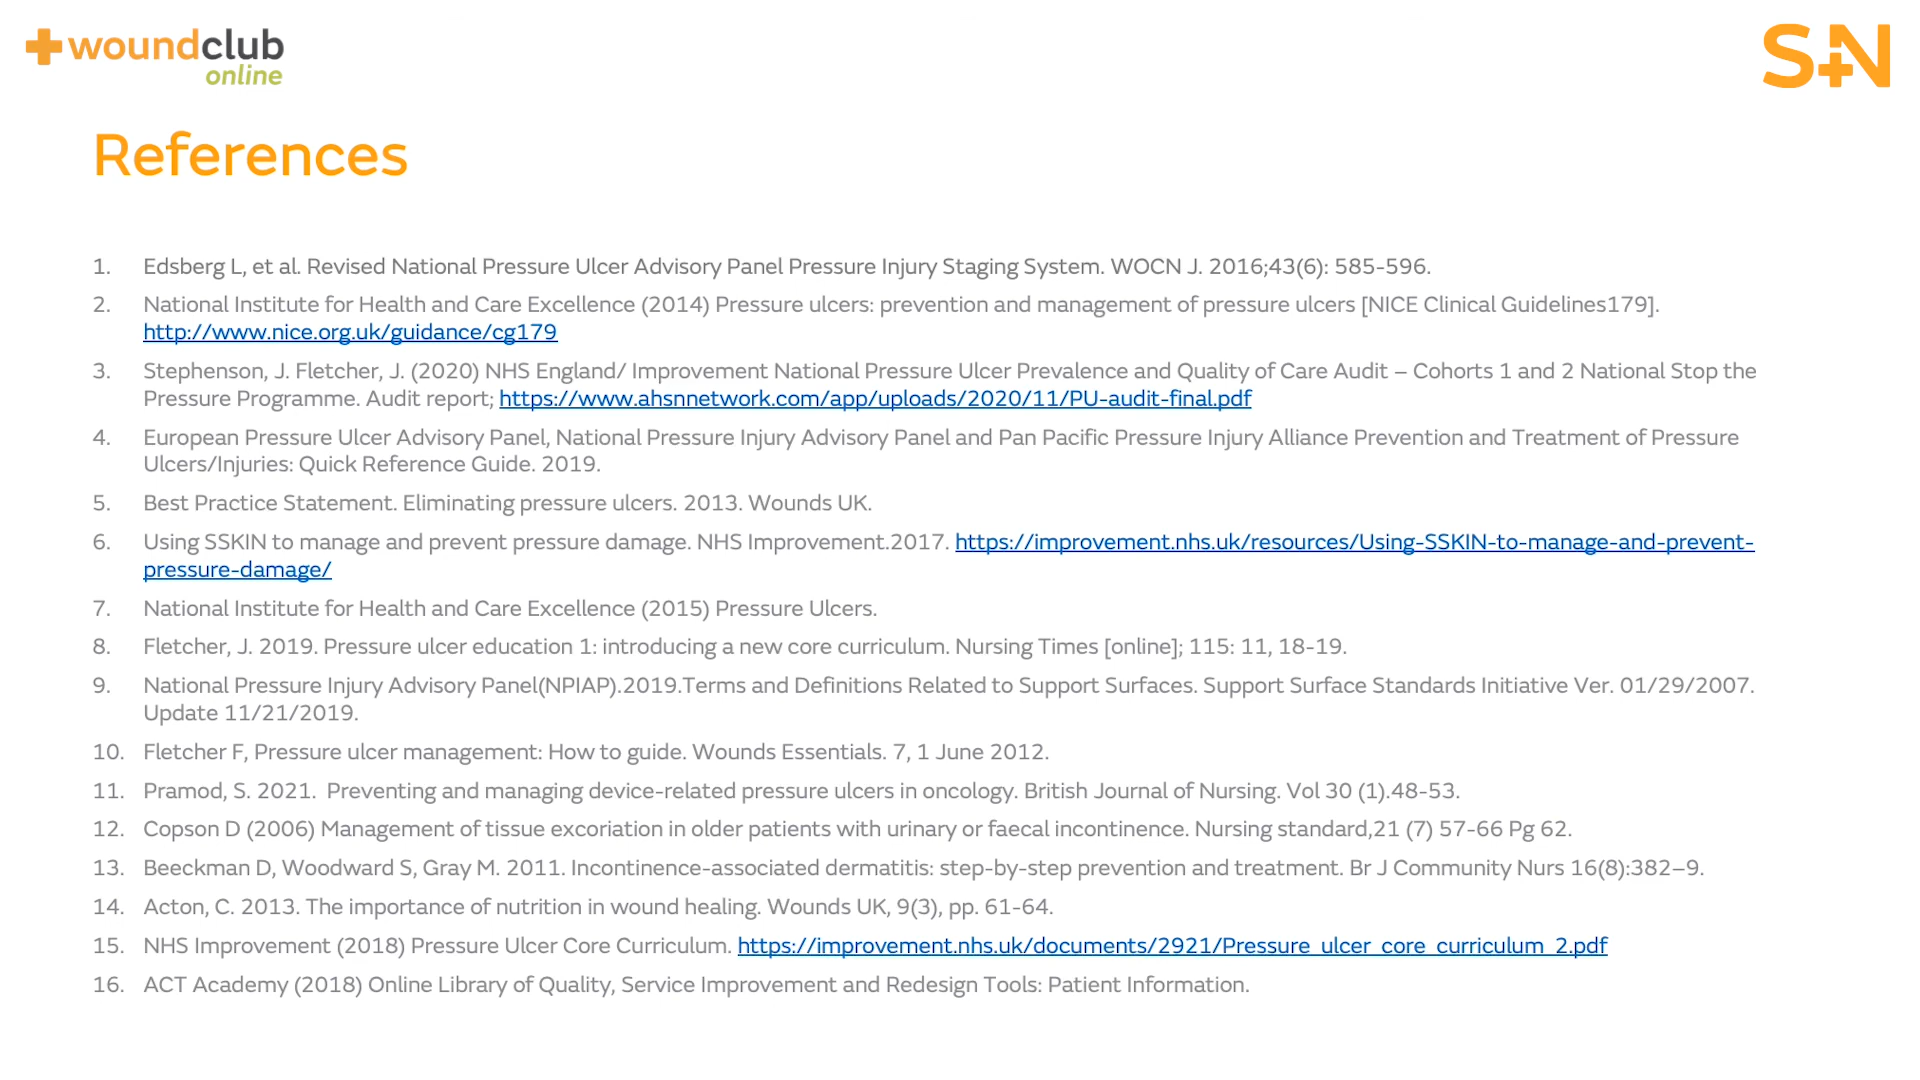 woundclub
online
S+N
References
1. Edsberg L, et al. Revised National Pressure Ulcer Advisory Panel Pressure Injury Staging System. WOCN J. 2016;43(6): 585-596.
2. National Institute for Health and Care Excellence (2014) Pressure ulcers: prevention and management of pressure ulcers [NICE Clinical Guidelines179].
http://www.nice.org.uk/guidance/cg179
3. Stephenson, J. Fletcher, J. (2020) NHS England/ Improvement National Pressure Ulcer Prevalence and Quality of Care Audit – Cohorts 1 and 2 National Stop the
Pressure Programme. Audit report; https://www.ahsnnetwork.com/app/uploads/2020/11/PU-audit-final.pdf
4. European Pressure Ulcer Advisory Panel, National Pressure Injury Advisory Panel and Pan Pacific Pressure Injury Alliance Prevention and Treatment of Pressure
Ulcers/Injuries: Quick Reference Guide. 2019.
5. Best Practice Statement. Eliminating pressure ulcers. 2013. Wounds UK.
6. Using SSKIN to manage and prevent pressure damage. NHS Improvement.2017. https://improvement.nhs.uk/resources/Using-SSKIN-to-manage-and-prevent-
pressure-damage/
7. National Institute for Health and Care Excellence (2015) Pressure Ulcers.
8. Fletcher, J. 2019. Pressure ulcer education 1: introducing a new core curriculum. Nursing Times [online]; 115: 11, 18-19.
9. National Pressure Injury Advisory Panel(NPIAP).2019.Terms and Definitions Related to Support Surfaces. Support Surface Standards Initiative Ver. 01/29/2007.
Update 11/21/2019.
10. Fletcher F, Pressure ulcer management: How to guide. Wounds Essentials. 7, 1 June 2012.
11. Pramod, S. 2021. Preventing and managing device-related pressure ulcers in oncology. British Journal of Nursing. Vol 30 (1).48-53.
12. Copson D (2006) Management of tissue excoriation in older patients with urinary or faecal incontinence. Nursing standard,21 (7) 57-66 Pg 62.
13. Beeckman D, Woodward S, Gray M. 2011. Incontinence-associated dermatitis: step-by-step prevention and treatment. Br J Community Nurs 16(8):382–9.
14. Acton, C. 2013. The importance of nutrition in wound healing. Wounds UK, 9(3), pp. 61-64.
15. NHS Improvement (2018) Pressure Ulcer Core Curriculum. https://improvement.nhs.uk/documents/2921/Pressure_ulcer_core_curriculum_2.pdf
16. ACT Academy (2018) Online Library of Quality, Service Improvement and Redesign Tools: Patient Information.